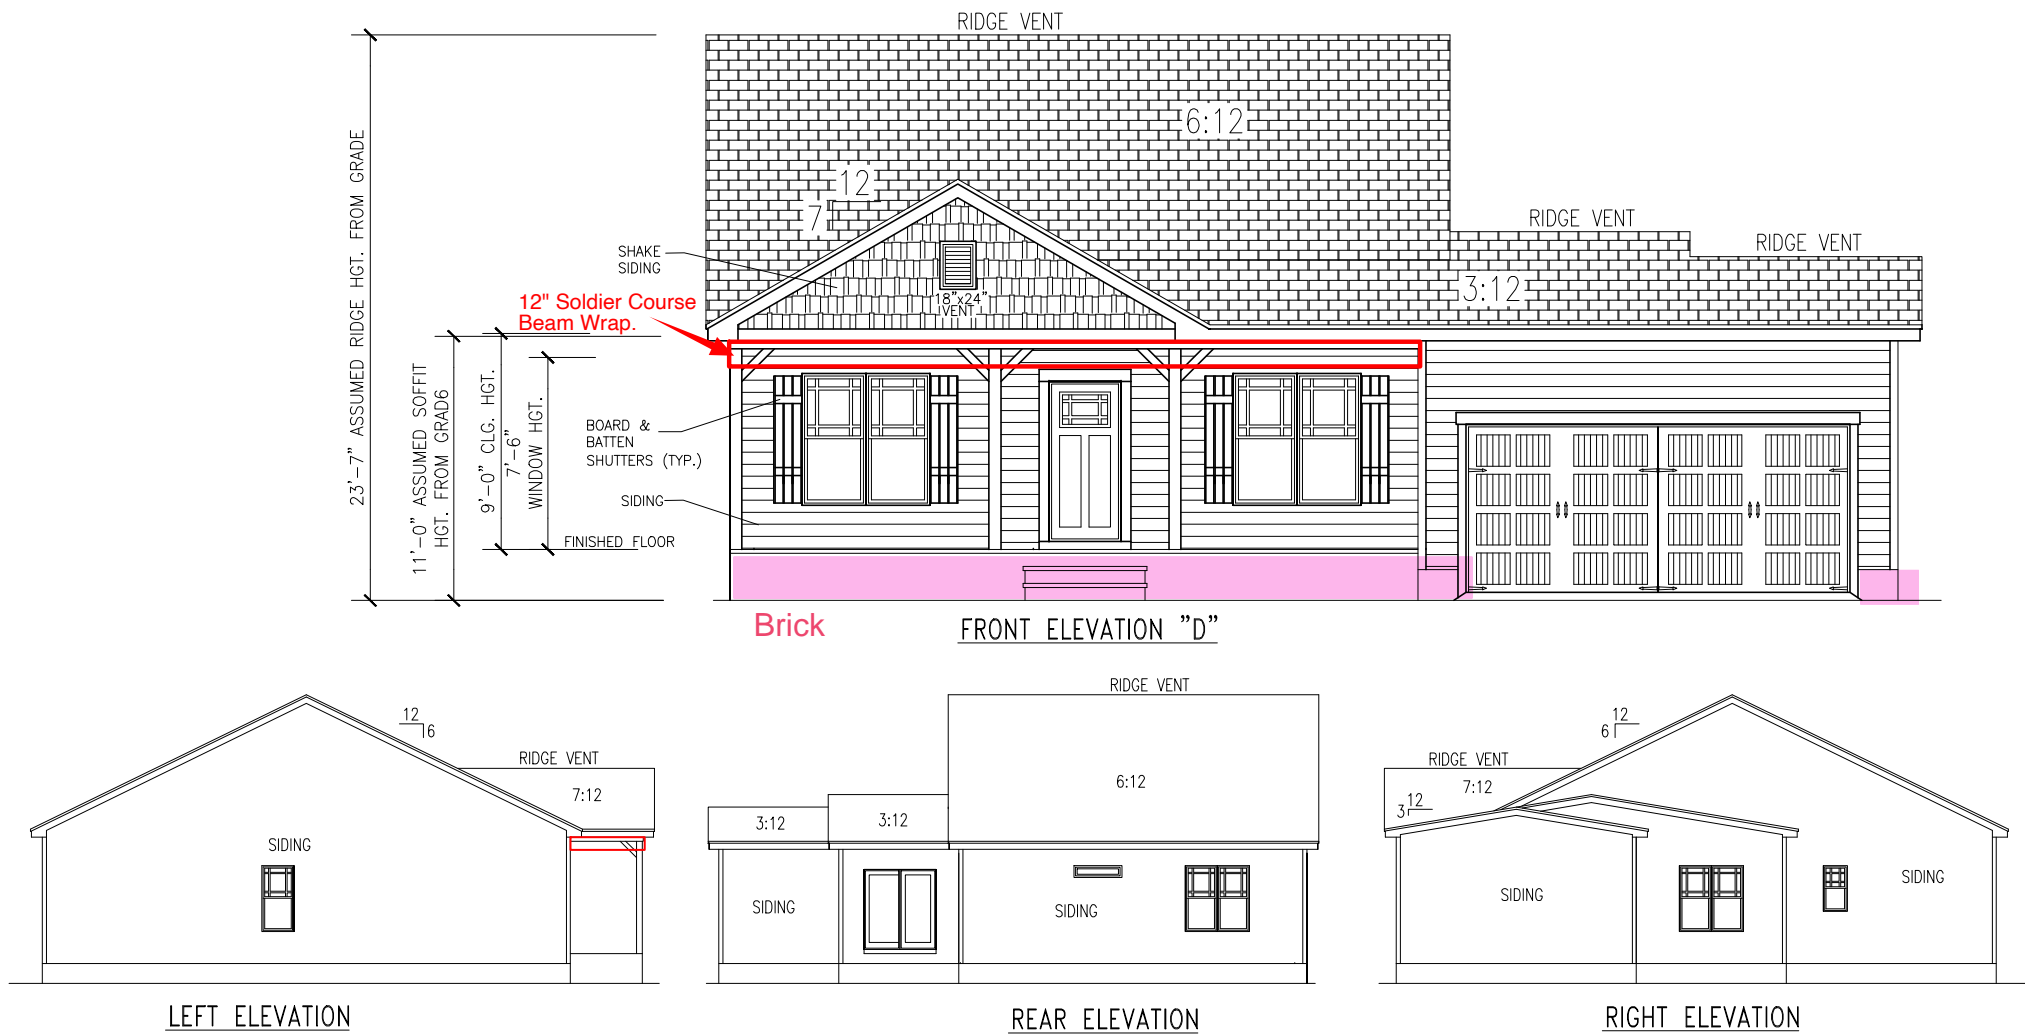 RIDGE VENT
6:12
12
7
RIDGE VENT
RIDGE VENT
3:12
SHAKE
SIDING
18"x24"
VENT
12" Soldier Course
Beam Wrap.
23'-7" ASSUMED RIDGE HGT. FROM GRADE
11'-0" ASSUMED SOFFIT
HGT. FROM GRAD6
9'-0" CLG. HGT.
7'-6"
WINDOW HGT.
BOARD &
BATTEN
SHUTTERS (TYP.)
SIDING
FINISHED FLOOR
Brick
FRONT ELEVATION "D"
12
6
RIDGE VENT
7:12
SIDING
LEFT ELEVATION
RIDGE VENT
6:12
3:12
3:12
SIDING
SIDING
REAR ELEVATION
12
6
RIDGE VENT
7:12
12
3
SIDING
SIDING
RIGHT ELEVATION